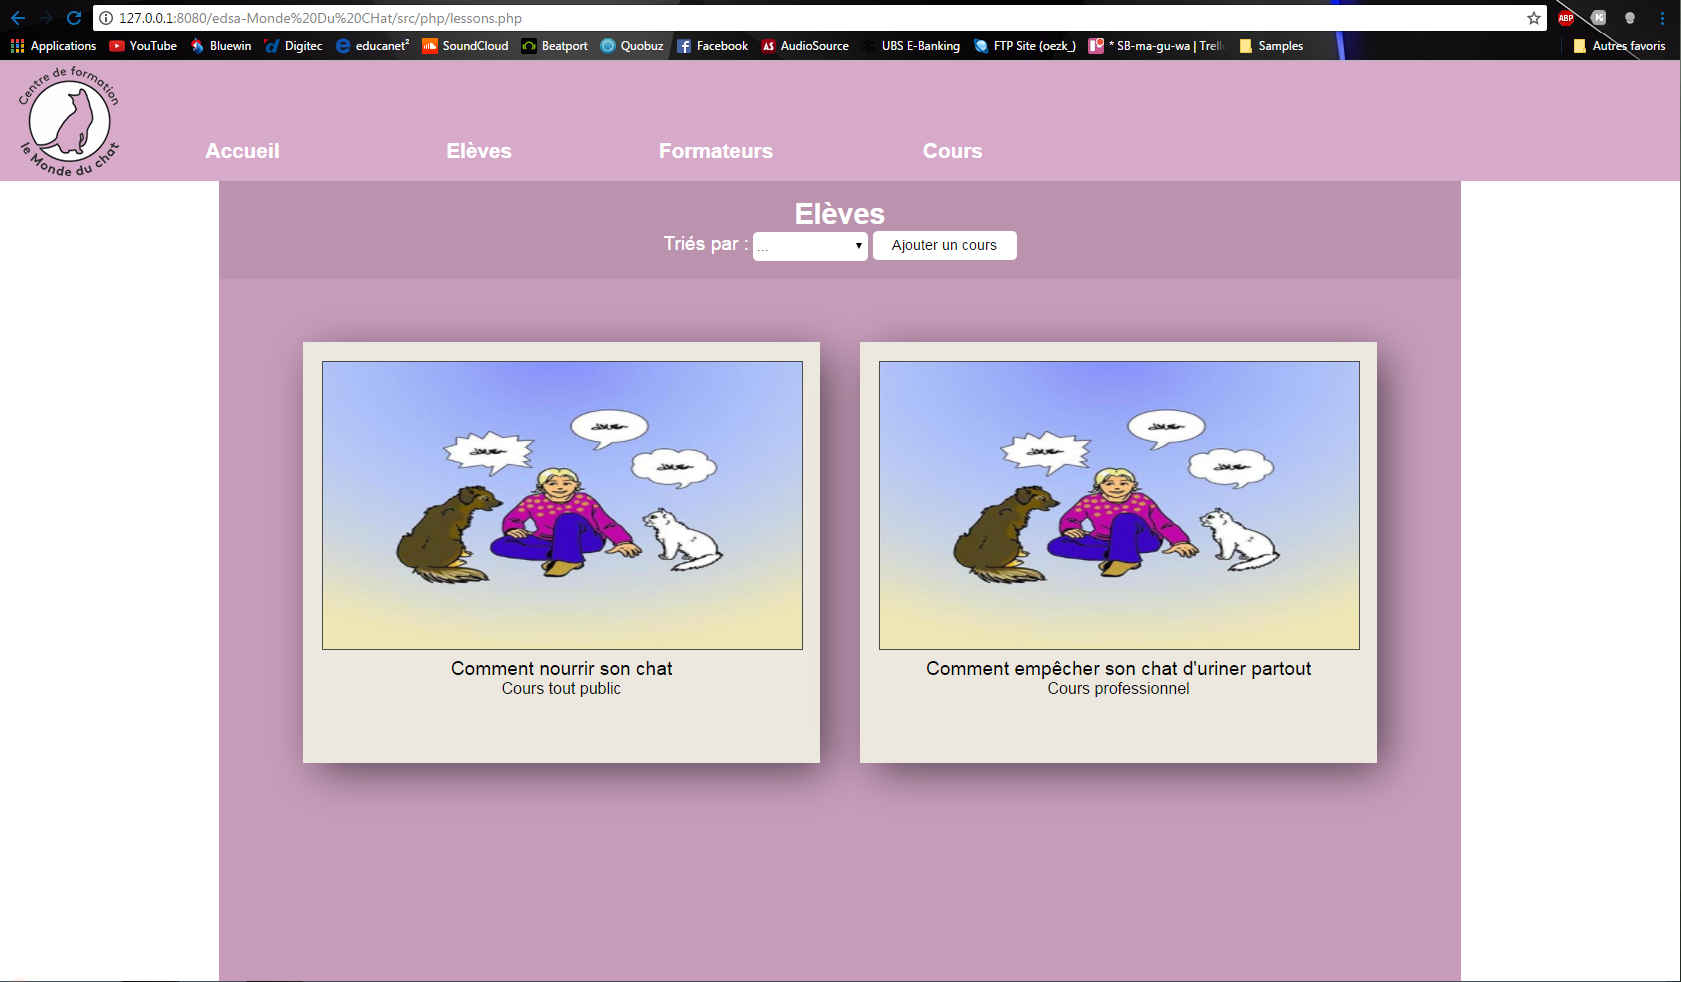 127.0.0.1:8080/edsa-Monde%20Du%20CHat/src/php/lessons.php
ABP
K
Applications YouTube Bluewin Digitec educanet² SoundCloud Beatport Quobuz Facebook AS AudioSource UBS E-Banking FTP Site (oezk_) * SB-ma-gu-wa | Trello Samples Autres favoris
Centre de formation
le Monde du chat
Accueil Elèves Formateurs Cours
Elèves
Triés par : ... Ajouter un cours
Comment nourrir son chat
Cours tout public
Comment empêcher son chat d'uriner partout
Cours professionnel